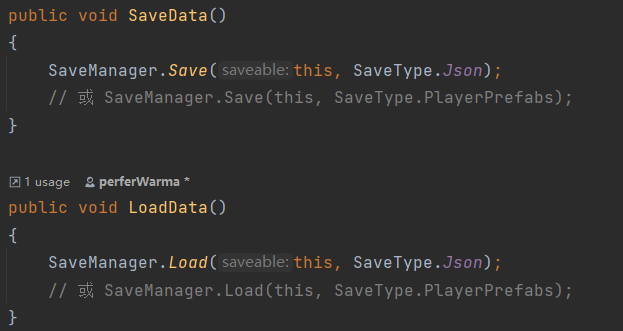 public void SaveData()
{
SaveManager.Save(saveable:this, SaveType.Json);
// 或 SaveManager.Save(this, SaveType.PlayerPrefabs);
}
1 usage perferWarma *
public void LoadData()
{
SaveManager.Load(saveable:this, SaveType.Json);
// 或 SaveManager.Load(this, SaveType.PlayerPrefabs);
}